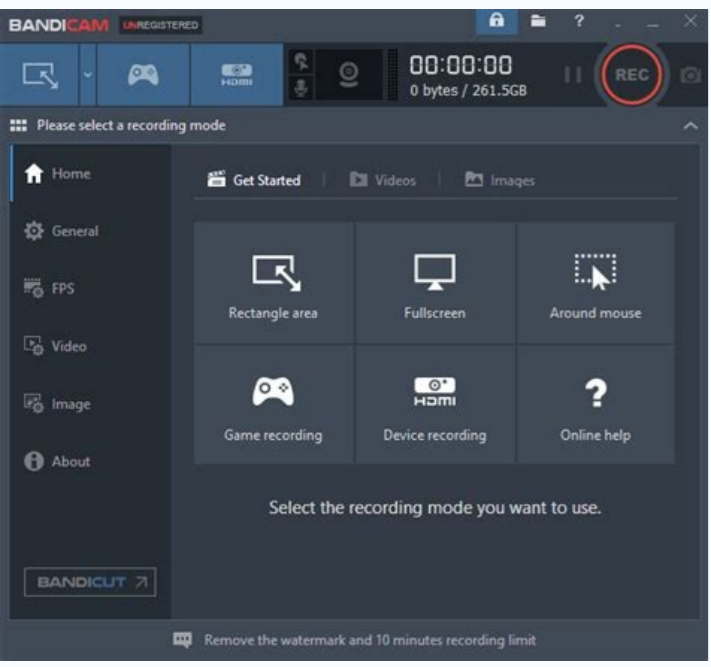 BANDICAM UNREGISTERED
?
HDMI
00:00:00
0 bytes / 261.5GB
REC
Please select a recording mode
Home
General
FPS
Video
Image
About
BANDICUT
Get Started
Videos
Images
Rectangle area
Fullscreen
Around mouse
HDMI
?
Game recording
Device recording
Online help
Select the recording mode you want to use.
Remove the watermark and 10 minutes recording limit